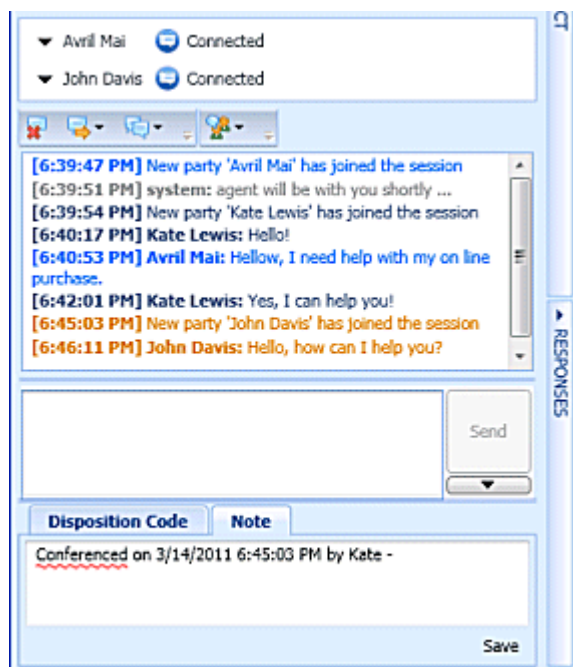 Avril Mai Connected
John Davis Connected
[6:39:47 PM] New party 'Avril Mai' has joined the session
[6:39:51 PM] system: agent will be with you shortly ...
[6:39:54 PM] New party 'Kate Lewis' has joined the session
[6:40:17 PM] Kate Lewis: Hello!
[6:40:53 PM] Avril Mai: Hellow, I need help with my on line
purchase.
[6:42:01 PM] Kate Lewis: Yes, I can help you!
[6:45:03 PM] New party 'John Davis' has joined the session
[6:46:11 PM] John Davis: Hello, how can I help you?
Send
Disposition Code Note
Conferenced on 3/14/2011 6:45:03 PM by Kate -
Save
CT
RESPONSES